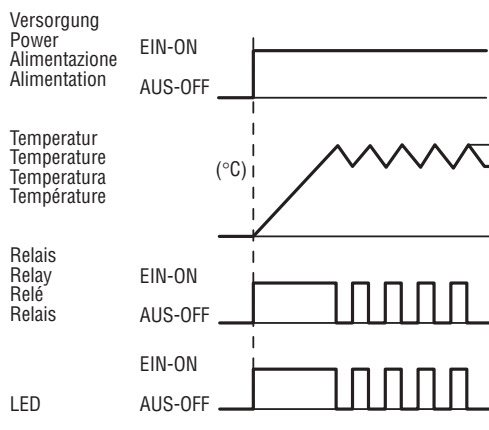 Versorgung
Power
Alimentazione
Alimentation
EIN-ON
AUS-OFF
Temperatur
Temperature
Temperatura
Température
(°C)
Relais
Relay
Relé
Relais
EIN-ON
AUS-OFF
EIN-ON
LED
AUS-OFF